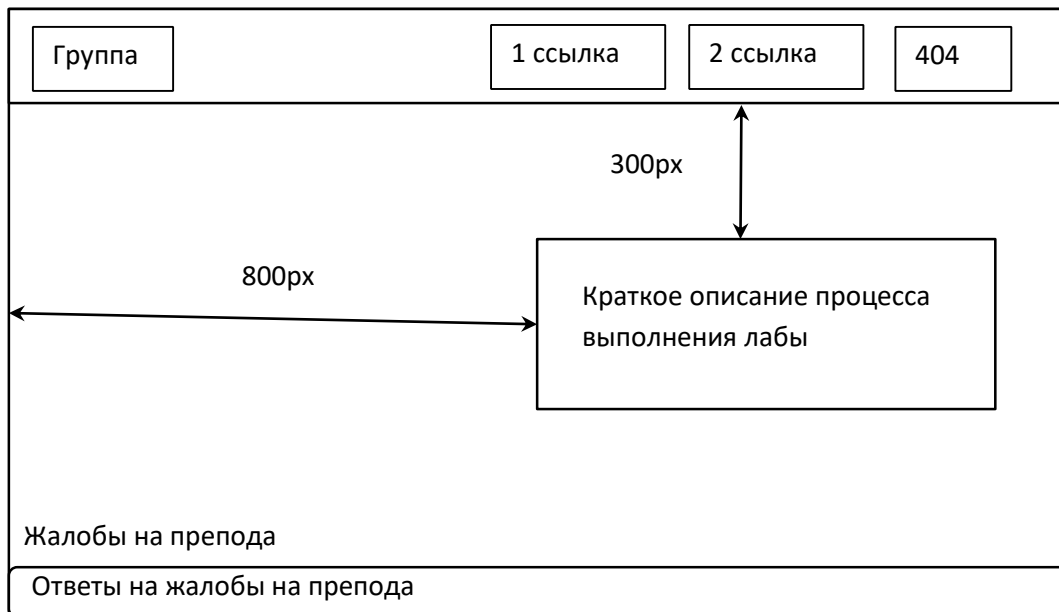 Группа
1 ссылка
2 ссылка
404
300px
800px
Краткое описание процесса
выполнения лабы
Жалобы на препода
Ответы на жалобы на препода